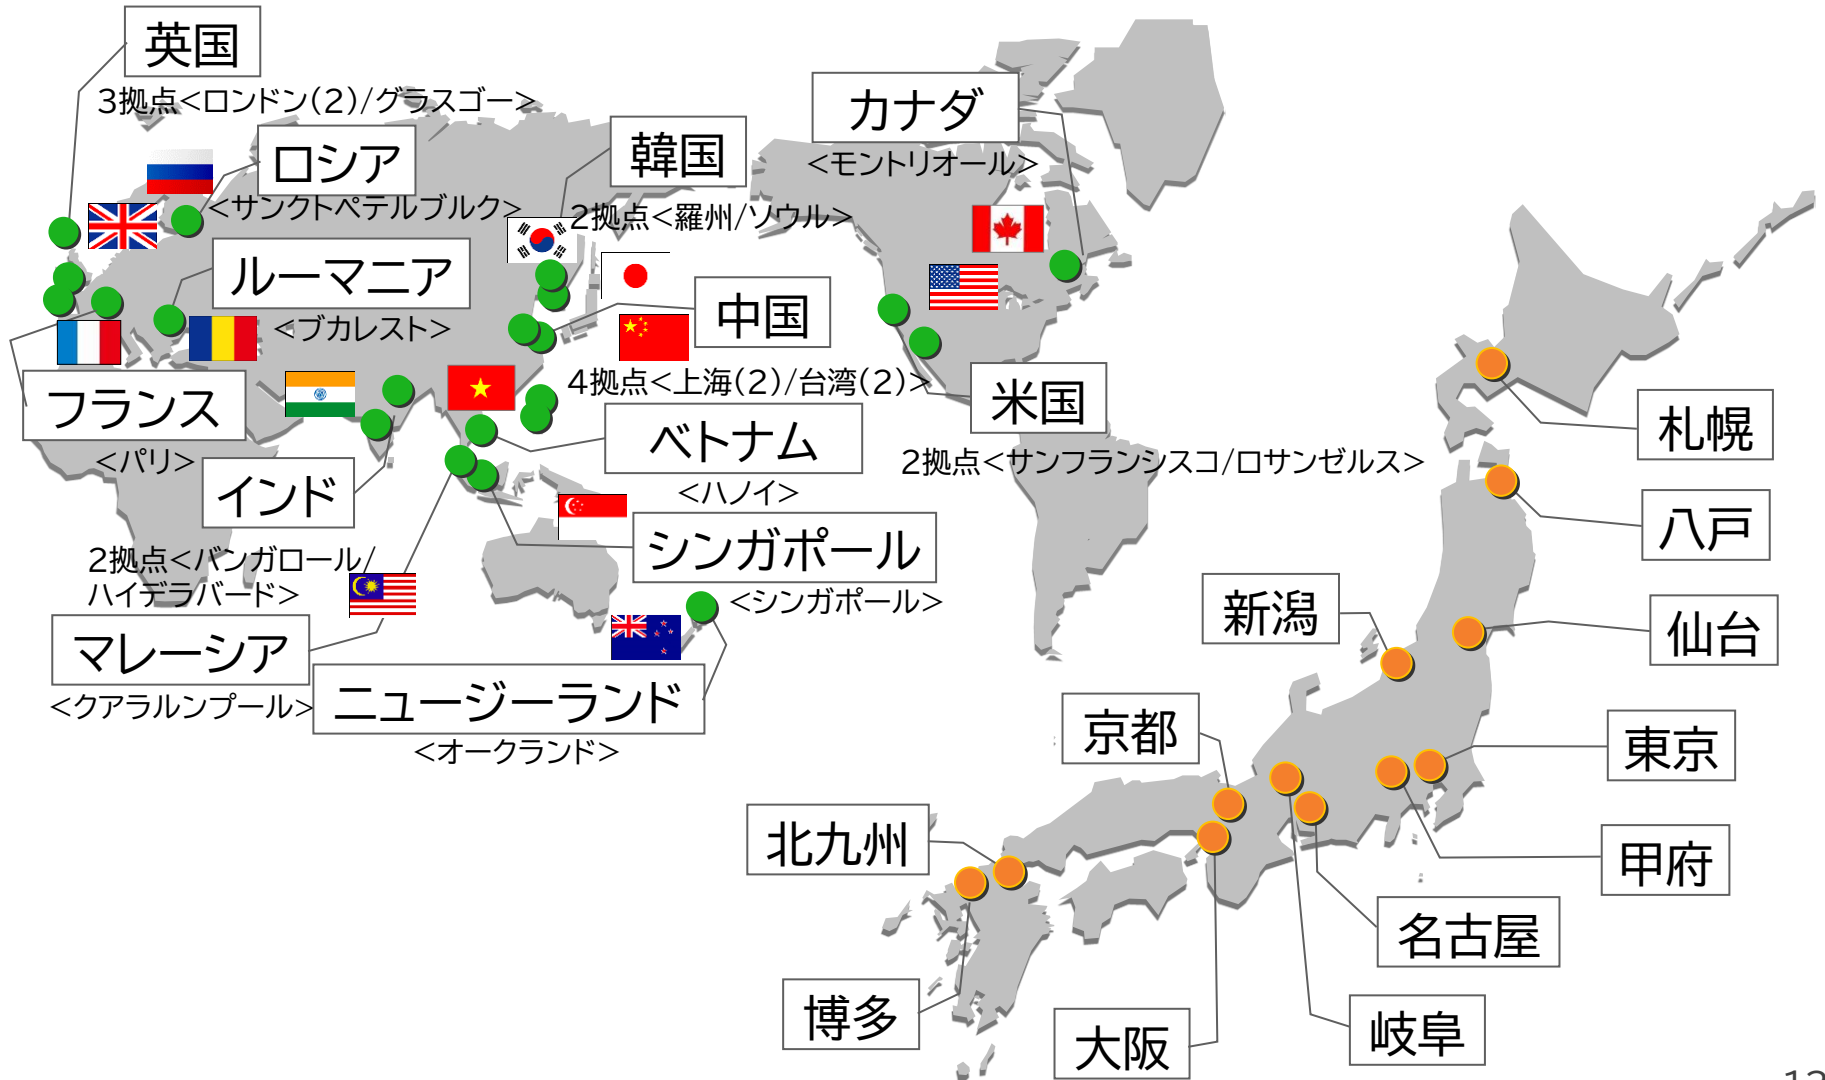 英国
3拠点<ロンドン(2)/グラスゴー>
ロシア
<サンクトペテルブルク>
韓国
2拠点<羅州/ソウル>
カナダ
<モントリオール>
ルーマニア
<ブカレスト>
中国
4拠点<上海(2)/台湾(2)>
フランス
<パリ>
米国
2拠点<サンフランシスコ/ロサンゼルス>
ベトナム
<ハノイ>
インド
2拠点<バンガロール/
ハイデラバード>
シンガポール
<シンガポール>
マレーシア
<クアラルンプール>
ニュージーランド
<オークランド>
札幌
八戸
仙台
新潟
東京
京都
甲府
北九州
名古屋
博多
大阪
岐阜